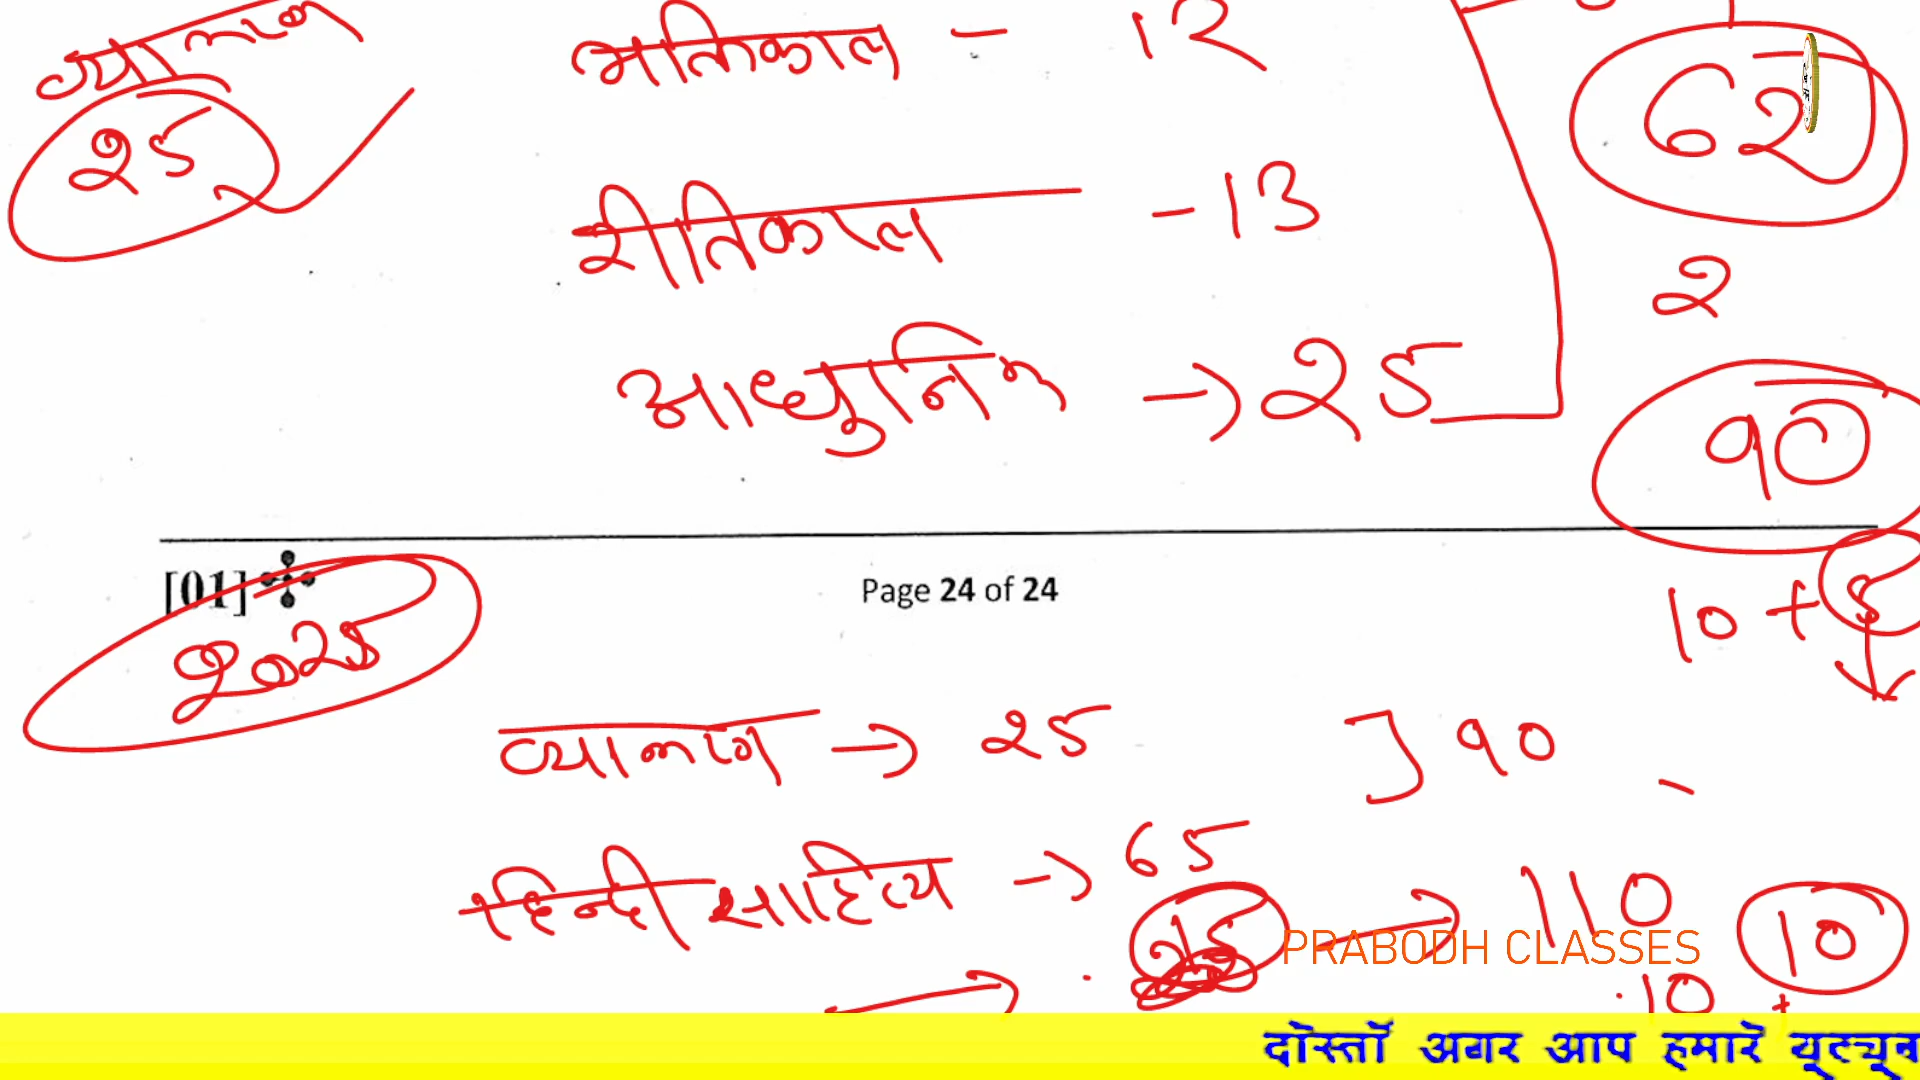 व्याकरण
भक्तिकाल - 12
62
25
रीतिकाल -13
2
आधुनिक → 25
90
[01]
Page 24 of 24
10 + 5
2025
व्याकरण → 25 ] 90
हिन्दी साहित्य → 65
→ 110
10
PRABODH CLASSES
10 +
दोस्तों अगर आप हमारे यूट्यूब